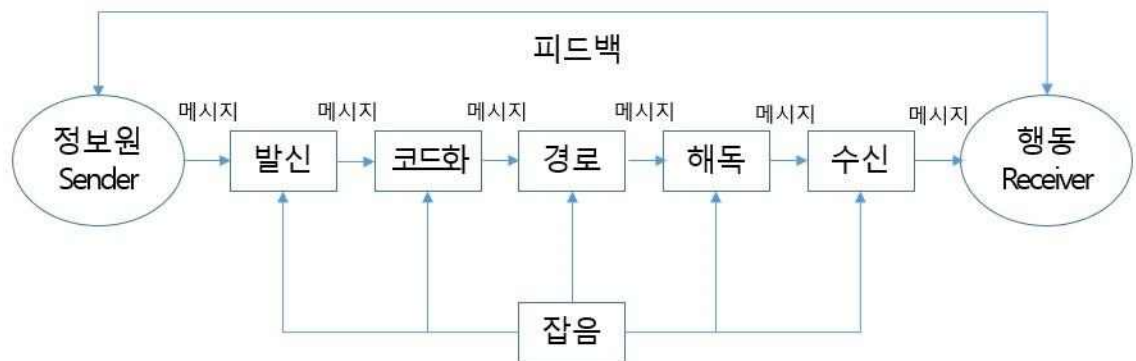 피드백
메시지 메시지 메시지 메시지 메시지 메시지
정보원
Sender
발신
코드화
경로
해독
수신
행동
Receiver
잡음